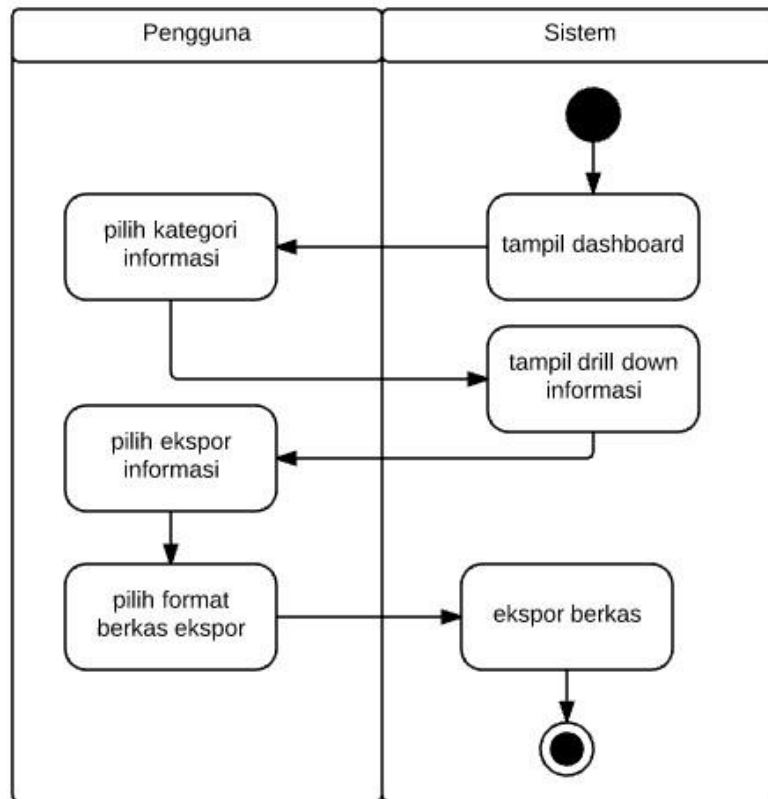 Pengguna
Sistem
tampil dashboard
pilih kategori
informasi
tampil drill down
informasi
pilih ekspor
informasi
pilih format
berkas ekspor
ekspor berkas